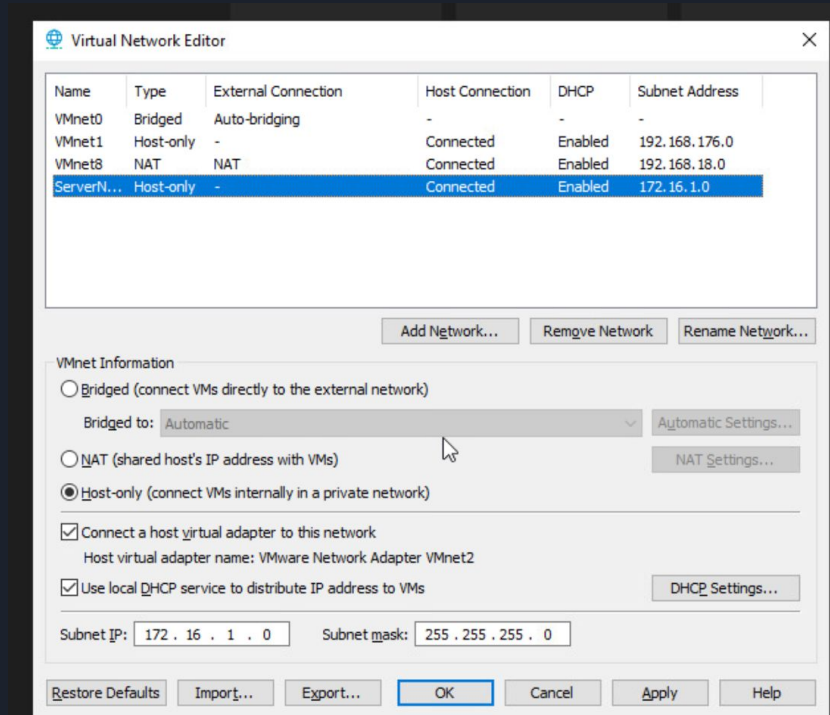 Virtual Network Editor
Name Type External Connection Host Connection DHCP Subnet Address
VMnet0 Bridged Auto-bridging - - -
VMnet1 Host-only - Connected Enabled 192.168.176.0
VMnet8 NAT NAT Connected Enabled 192.168.18.0
ServerN... Host-only - Connected Enabled 172.16.1.0
Add Network... Remove Network Rename Network...
VMnet Information
Bridged (connect VMs directly to the external network)
Bridged to: Automatic Automatic Settings...
NAT (shared host's IP address with VMs) NAT Settings...
Host-only (connect VMs internally in a private network)
Connect a host virtual adapter to this network
Host virtual adapter name: VMware Network Adapter VMnet2
Use local DHCP service to distribute IP address to VMs DHCP Settings...
Subnet IP: 172 . 16 . 1 . 0 Subnet mask: 255 . 255 . 255 . 0
Restore Defaults Import... Export... OK Cancel Apply Help